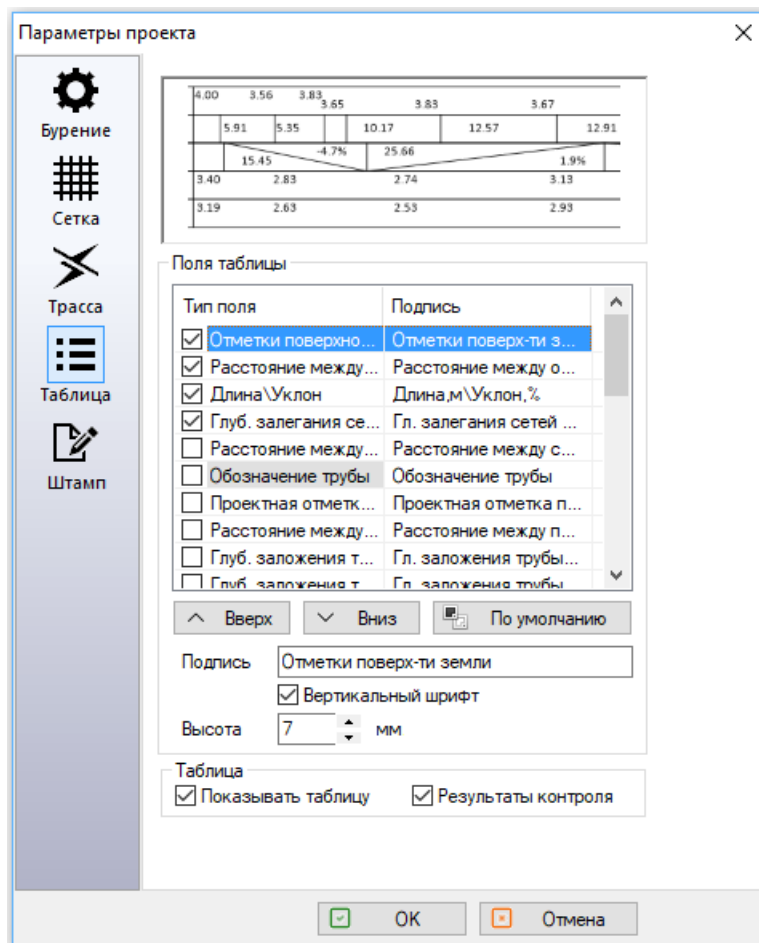 Параметры проекта
Бурение
Сетка
Трасса
Таблица
Штамп
4.00 3.56 3.83 3.65 3.83 3.67
5.91 5.35 10.17 12.57 12.91
15.45 -4.7% 25.66 1.9%
3.40 2.83 2.74 3.13
3.19 2.63 2.53 2.93
Поля таблицы
Тип поля Подпись
Отметки поверхно... Отметки поверх-ти з...
Расстояние между... Расстояние между о...
Длина\Уклон Длина,м\Уклон,%
Глуб. залегания се... Гл. залегания сетей ...
Расстояние между... Расстояние между с...
Обозначение трубы Обозначение трубы
Проектная отметк... Проектная отметка п...
Расстояние между... Расстояние между п...
Глуб. заложения т... Гл. заложения трубы...
Глуб. заложения т... Гл. заложения трубы...
Вверх Вниз По умолчанию
Подпись Отметки поверх-ти земли
Вертикальный шрифт
Высота 7 мм
Таблица
Показывать таблицу Результаты контроля
OK Отмена